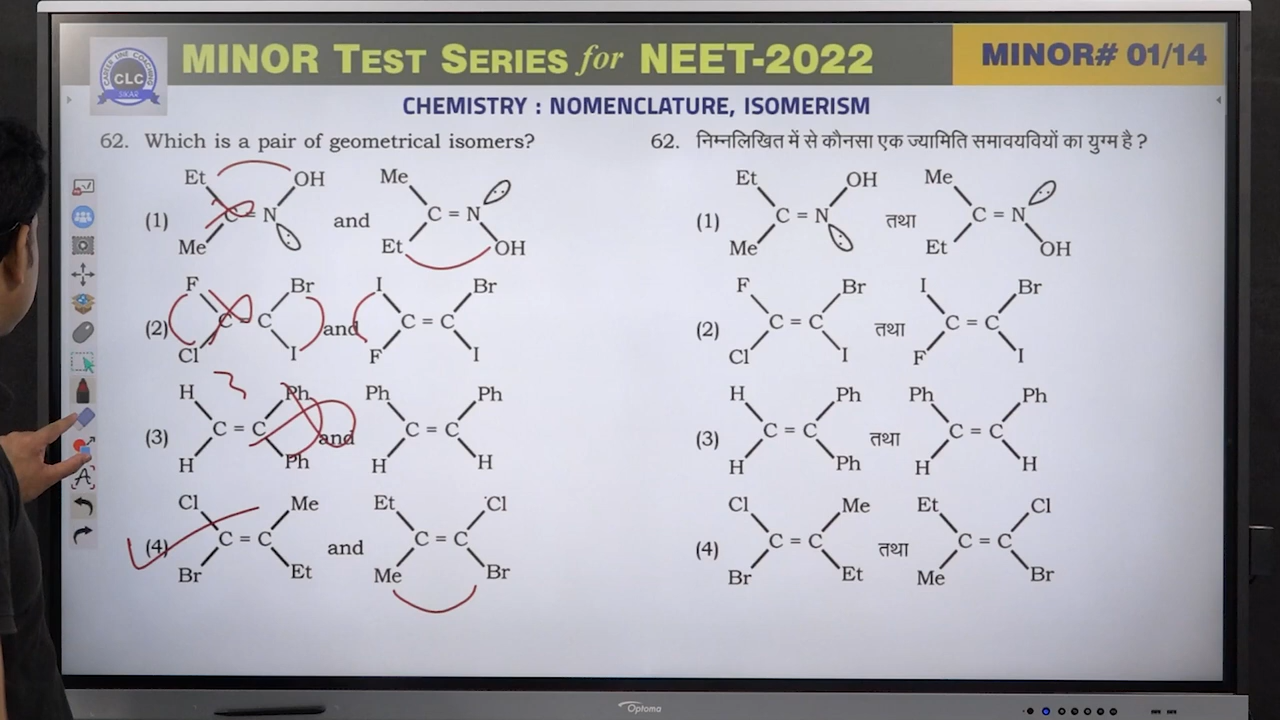 CAREER LINE COACHING
CLC
SIKAR
MINOR TEST SERIES for NEET-2022
MINOR# 01/14
CHEMISTRY : NOMENCLATURE, ISOMERISM
62. Which is a pair of geometrical isomers?
Et OH Me
(1) C = N and C = N
Me Et OH
F Br I Br
(2) C = C and C = C
Cl I F I
H Ph Ph Ph
(3) C = C and C = C
H Ph H H
Cl Me Et Cl
(4) C = C and C = C
Br Et Me Br
62. निम्नलिखित में से कौनसा एक ज्यामिति समावयवियों का युग्म है ?
Et OH Me
(1) C = N तथा C = N
Me Et OH
F Br I Br
(2) C = C तथा C = C
Cl I F I
H Ph Ph Ph
(3) C = C तथा C = C
H Ph H H
Cl Me Et Cl
(4) C = C तथा C = C
Br Et Me Br
A
Optoma